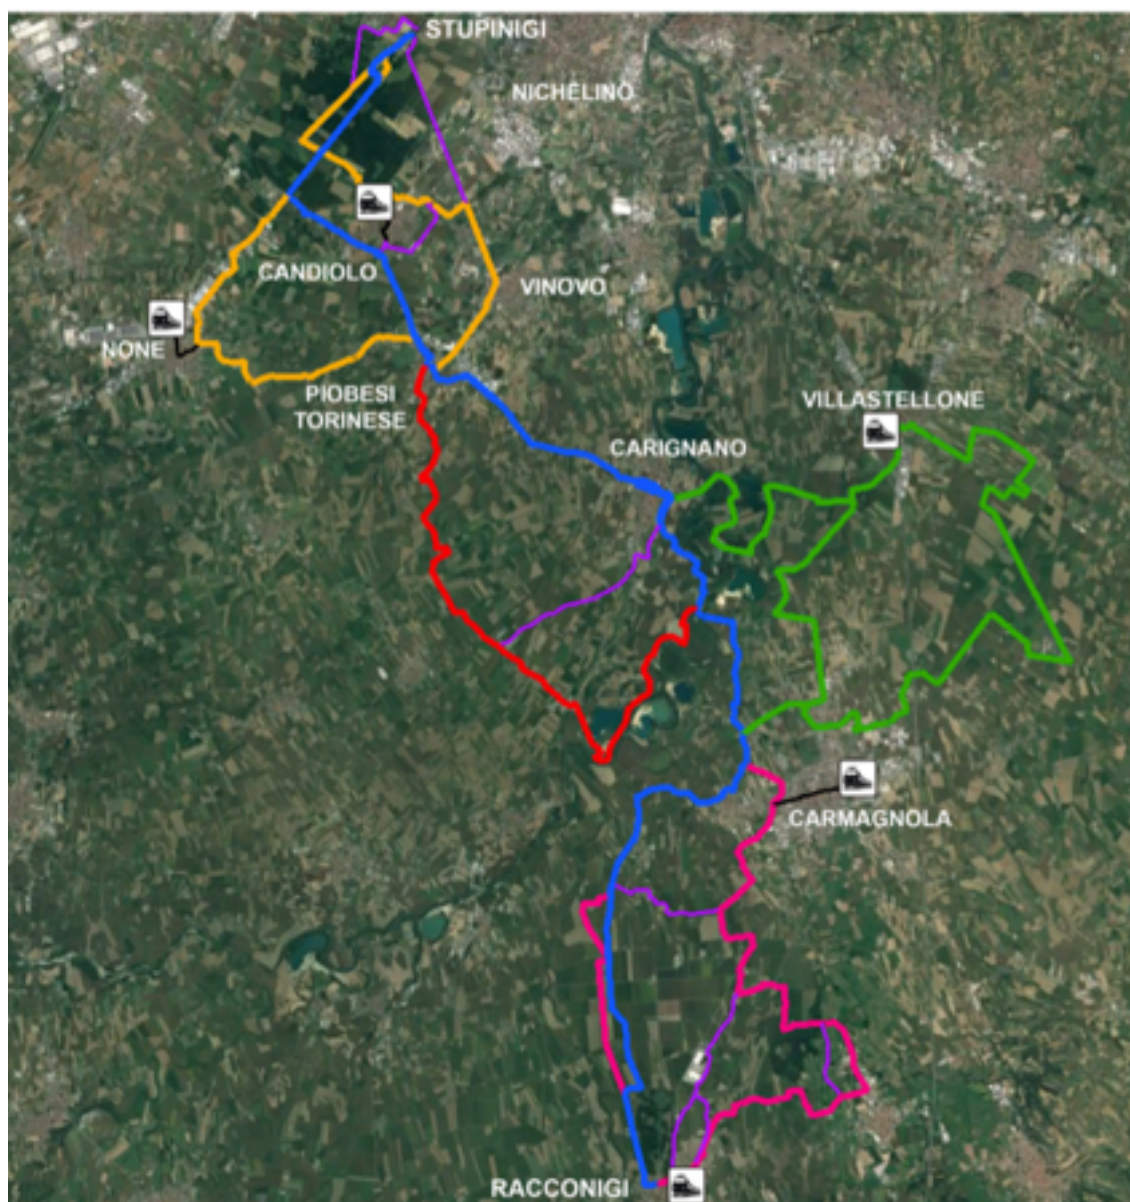 STUPINIGI
NICHELINO
CANDIOLO
VINOVO
NONE
PIOBESI
TORINESE
VILLASTELLONE
CARIGNANO
CARMAGNOLA
RACCONIGI